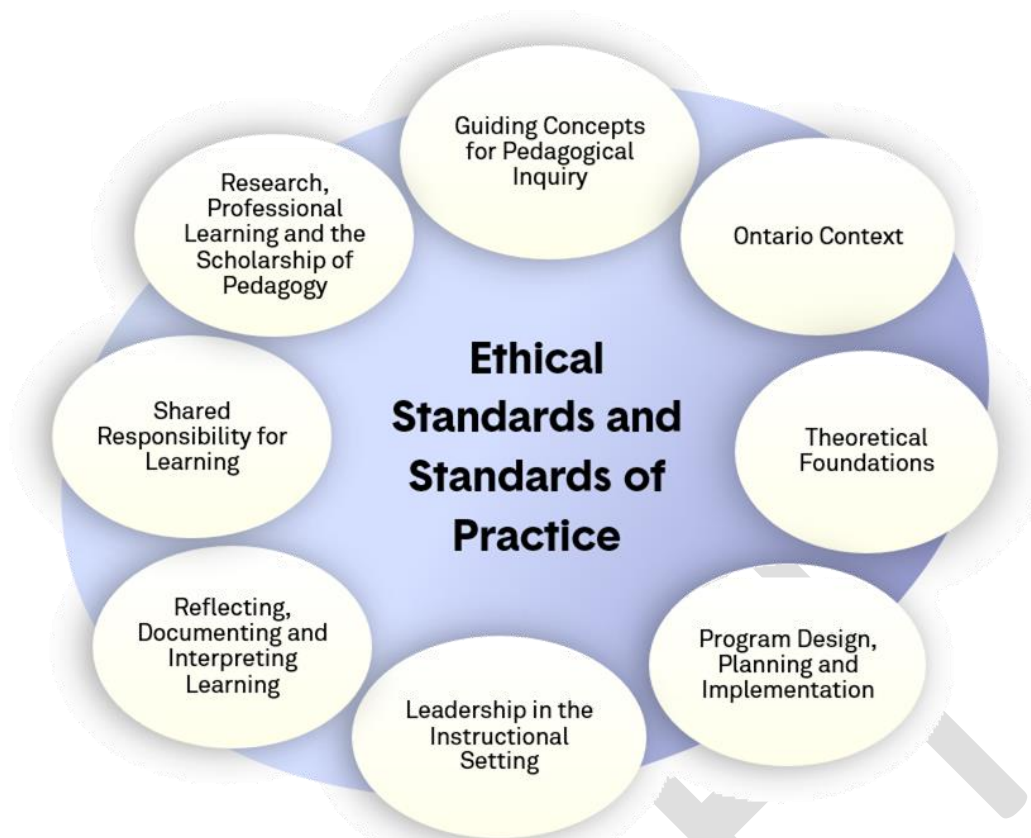 Guiding Concepts
for Pedagogical
Inquiry
Ontario Context
Theoretical
Foundations
Program Design,
Planning and
Implementation
Leadership in the
Instructional
Setting
Reflecting,
Documenting and
Interpreting
Learning
Shared
Responsibility for
Learning
Research,
Professional
Learning and the
Scholarship of
Pedagogy
Ethical
Standards and
Standards of
Practice